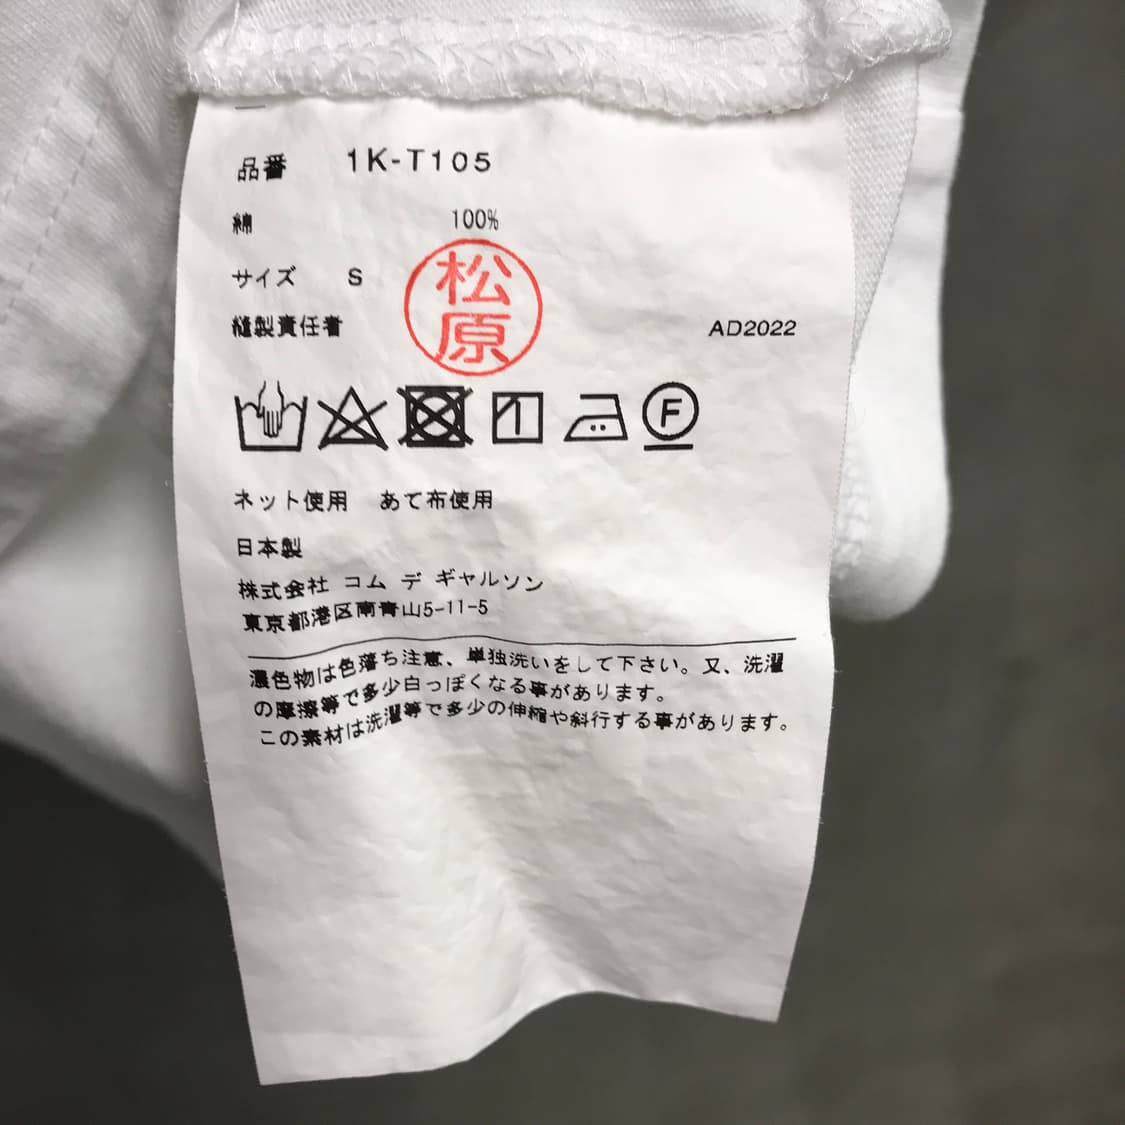 品番 1K-T105
綿 100%
サイズ S
松原
縫製責任者 AD2022
F
ネット使用 あて布使用
日本製
株式会社 コム デ ギャルソン
東京都港区南青山5-11-5
濃色物は色落ち注意、単独洗いをして下さい。又、洗濯
の摩擦等で多少白っぽくなる事があります。
この素材は洗濯等で多少の伸縮や斜行する事があります。